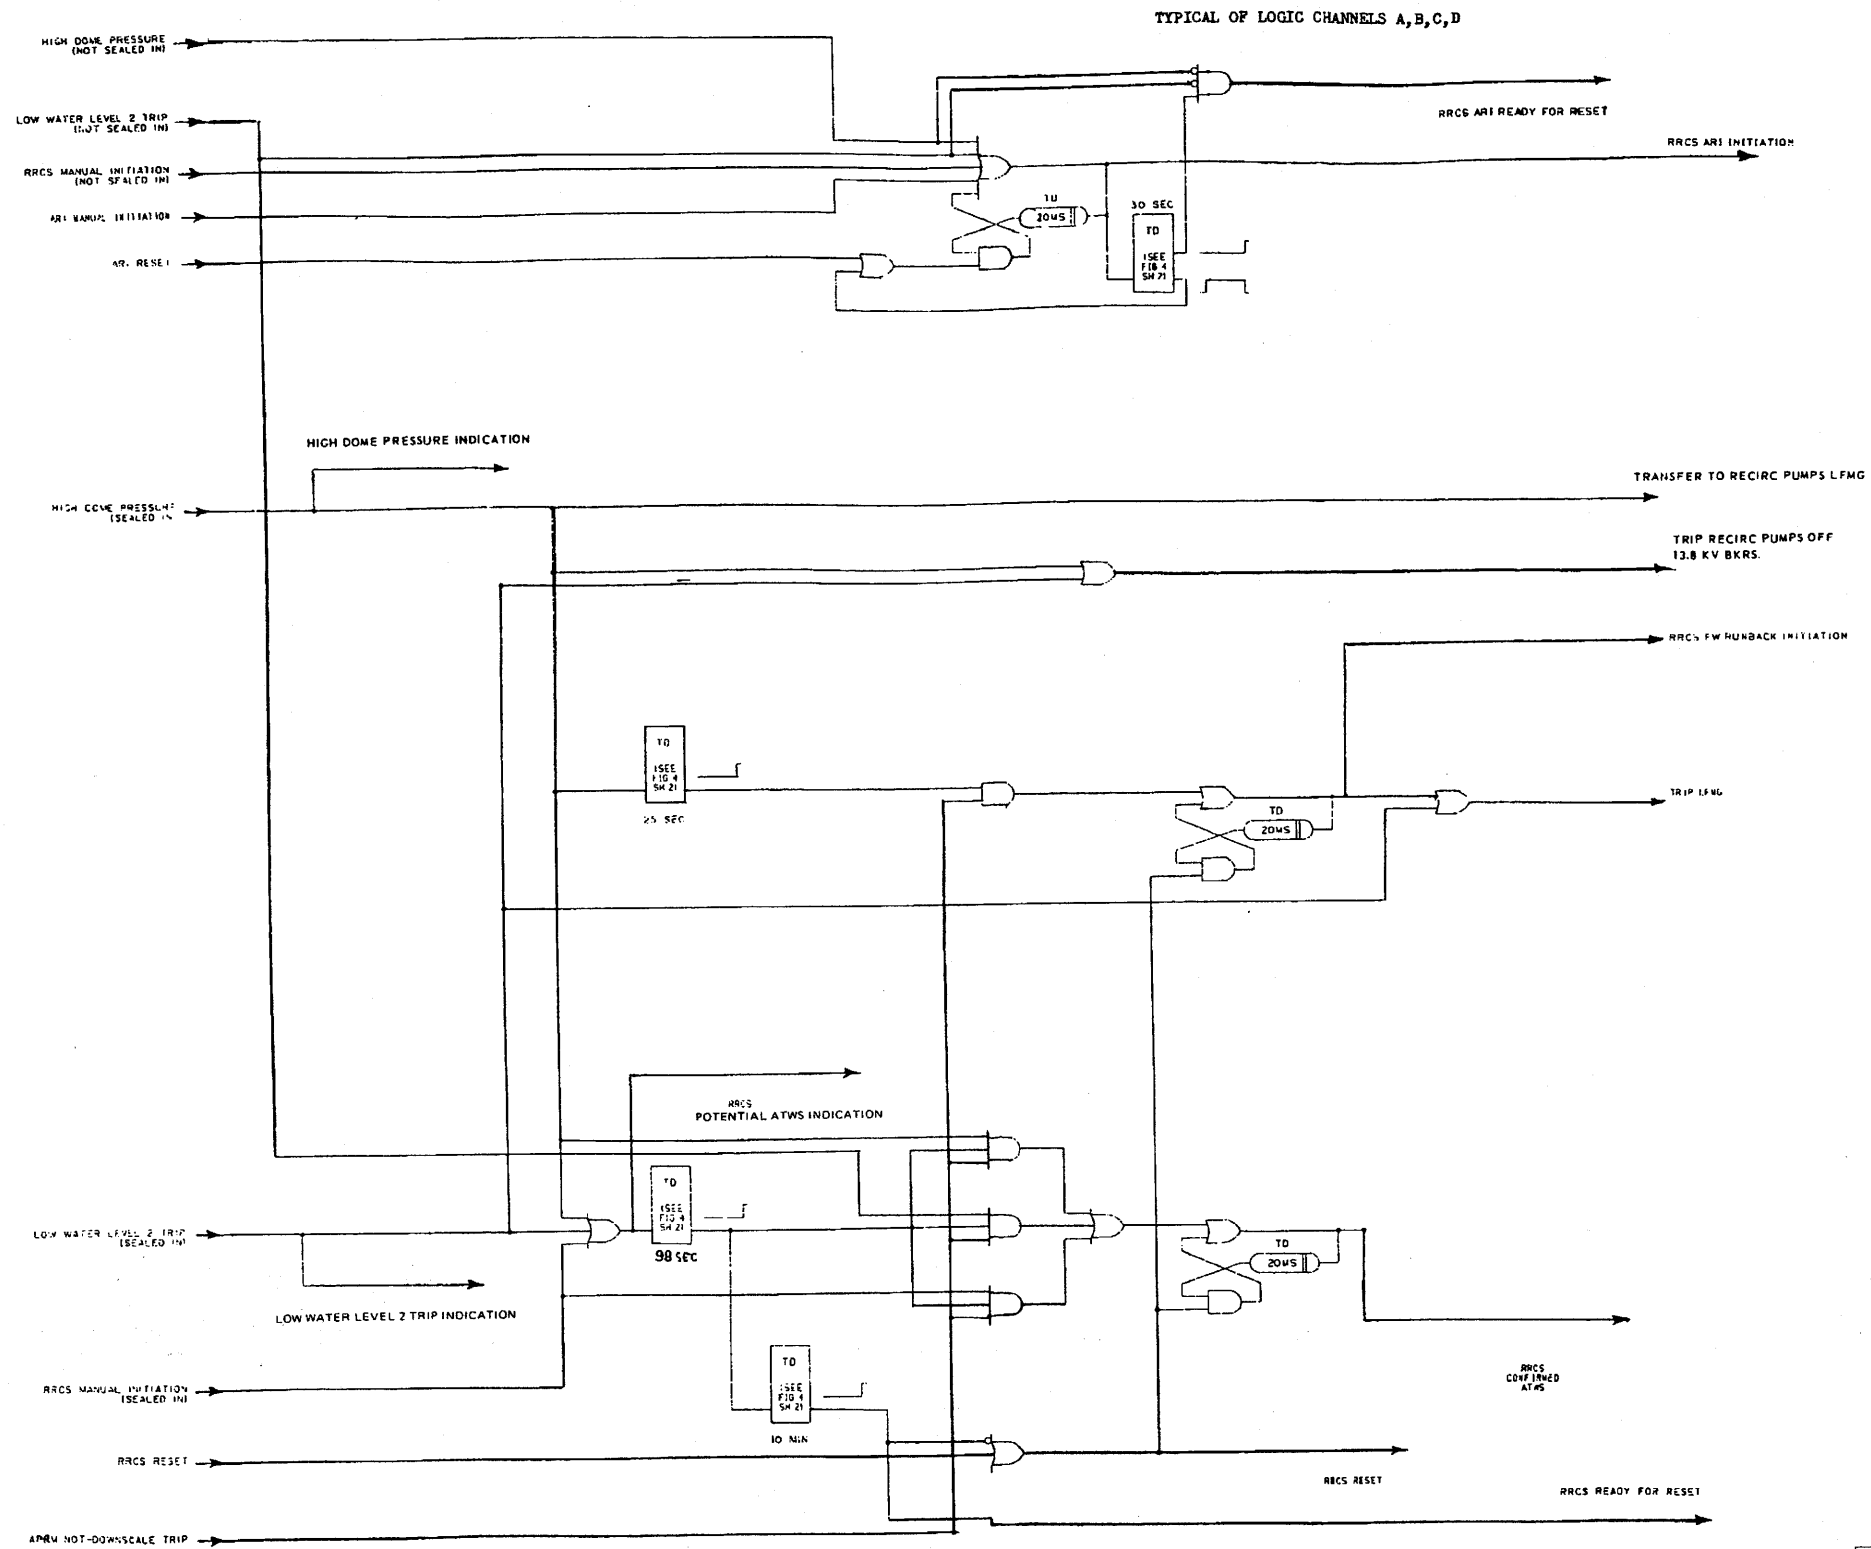 TYPICAL OF LOGIC CHANNELS A,B,C,D
HIGH DOME PRESSURE
(NOT SEALED IN)
LOW WATER LEVEL 2 TRIP
(NOT SEALED IN)
RRCS ARI READY FOR RESET
RRCS ARI INITIATION
RRCS MANUAL INITIATION
(NOT SEALED IN)
ARI MANUAL INITIATION
TD
20MS
30 SEC
TD
(SEE
FIG 4
SH 21
ARI RESET
HIGH DOME PRESSURE INDICATION
TRANSFER TO RECIRC PUMPS LFMG
HIGH DOME PRESSURE
(SEALED IN
TRIP RECIRC PUMPS OFF
13.8 KV BKRS.
RRCS FW RUNBACK INITIATION
TD
(SEE
FIG 4
SH 21
25 SEC
TRIP LFMG
TD
20MS
RRCS
POTENTIAL ATWS INDICATION
TD
(SEE
FIG 4
SH 21
98 SEC
LOW WATER LEVEL 2 TRIP
(SEALED IN)
TD
20MS
LOW WATER LEVEL 2 TRIP INDICATION
TD
(SEE
FIG 4
SH 21
10 MIN
RRCS
CONFIRMED
ATWS
RRCS MANUAL INITIATION
(SEALED IN)
RRCS RESET
RRCS RESET
RRCS READY FOR RESET
APRM NOT-DOWNSCALE TRIP